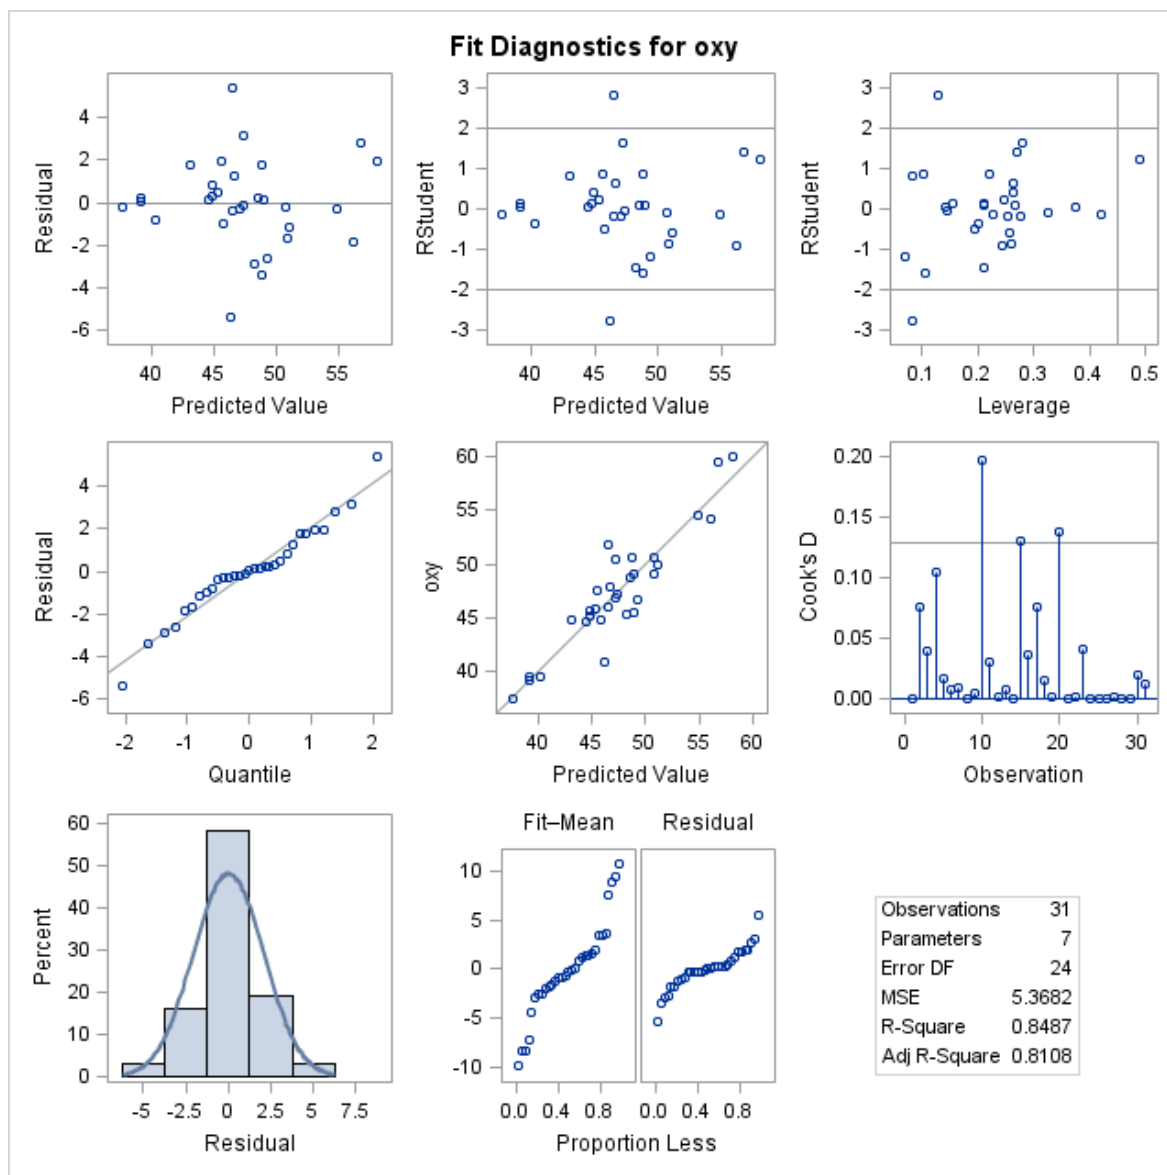 Fit Diagnostics for oxy
Residual
4
2
0
-2
-4
-6
40 45 50 55
Predicted Value
RStudent
3
2
1
0
-1
-2
-3
40 45 50 55
Predicted Value
RStudent
3
2
1
0
-1
-2
-3
0.1 0.2 0.3 0.4 0.5
Leverage
Residual
4
2
0
-2
-4
-6
-2 -1 0 1 2
Quantile
oxy
60
55
50
45
40
40 45 50 55 60
Predicted Value
Cook's D
0.20
0.15
0.10
0.05
0.00
0 10 20 30
Observation
Percent
60
50
40
30
20
10
0
-5 -2.5 0 2.5 5 7.5
Residual
Fit–Mean Residual
10
5
0
-5
-10
0.0 0.4 0.8 0.0 0.4 0.8
Proportion Less
Observations 31
Parameters 7
Error DF 24
MSE 5.3682
R-Square 0.8487
Adj R-Square 0.8108